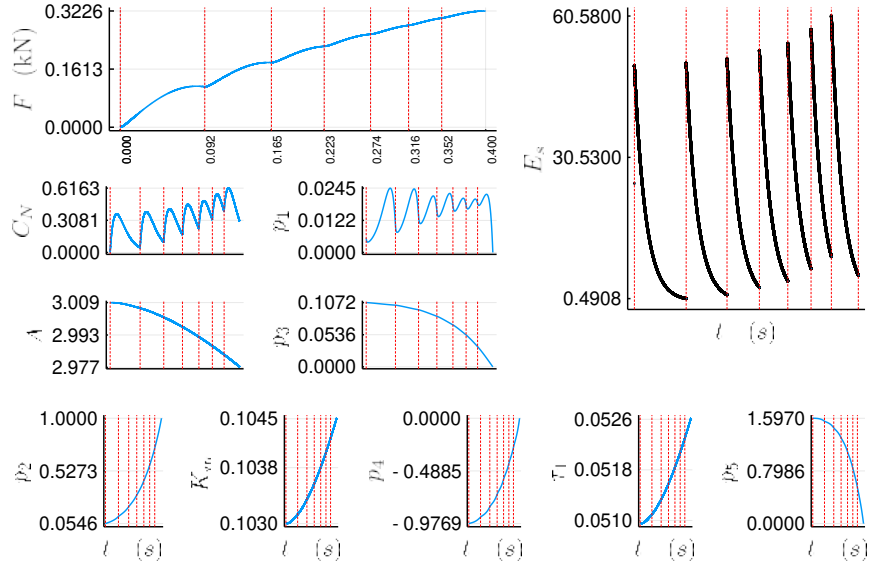 0.3226
0.1613
0.0000
F (kN)
0.000
0.092
0.165
0.223
0.274
0.316
0.352
0.400
60.5800
30.5300
0.4908
E_s
t (s)
0.6163
0.3081
0.0000
C_N
0.0245
0.0122
0.0000
p_1
3.009
2.993
2.977
A
0.1072
0.0536
0.0000
p_3
1.0000
0.5273
0.0546
p_2
t (s)
0.1045
0.1038
0.1030
K_m
t (s)
0.0000
- 0.4885
- 0.9769
p_4
t (s)
0.0526
0.0518
0.0510
τ_1
t (s)
1.5970
0.7986
0.0000
p_5
t (s)